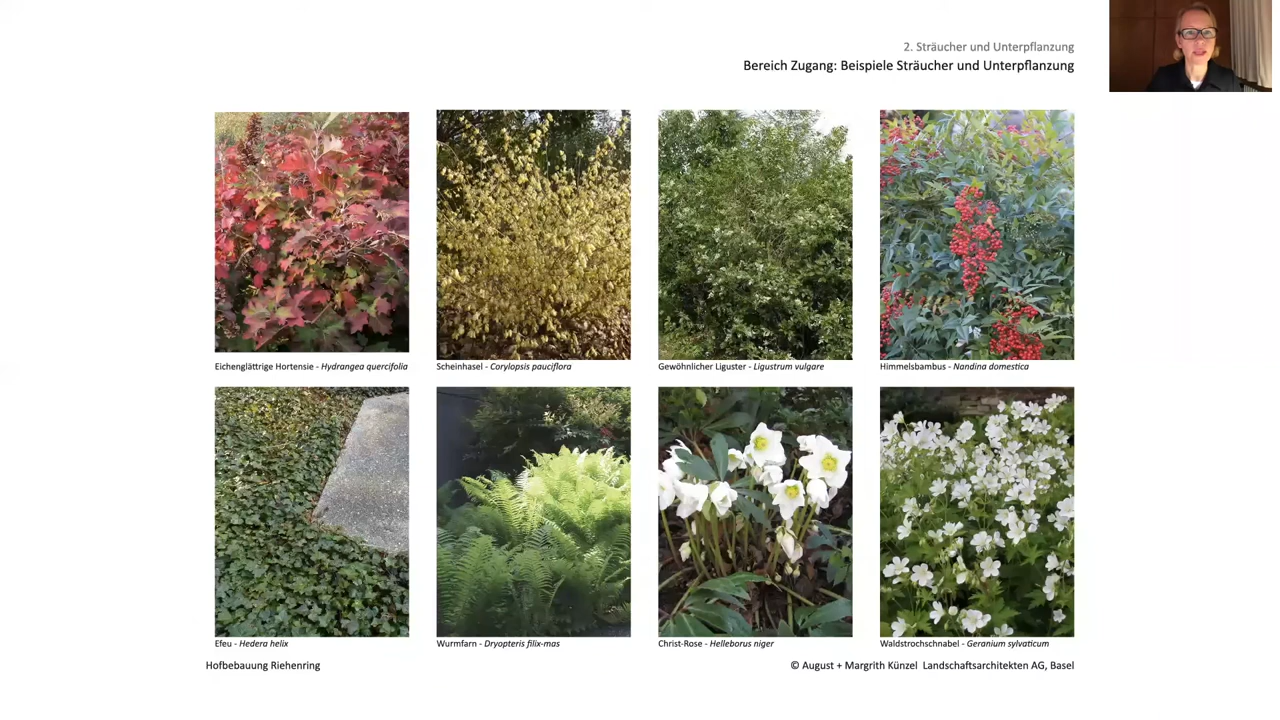 2. Sträucher und Unterpflanzung
Bereich Zugang: Beispiele Sträucher und Unterpflanzung
Eichenglättrige Hortensie - Hydrangea quercifolia
Scheinhasel - Corylopsis pauciflora
Gewöhnlicher Liguster - Ligustrum vulgare
Himmelsbambus - Nandina domestica
Efeu - Hedera helix
Wurmfarn - Dryopteris filix-mas
Christ-Rose - Helleborus niger
Waldstrochschnabel - Geranium sylvaticum
Hofbebauung Riehenring
© August + Margrith Künzel Landschaftsarchitekten AG, Basel